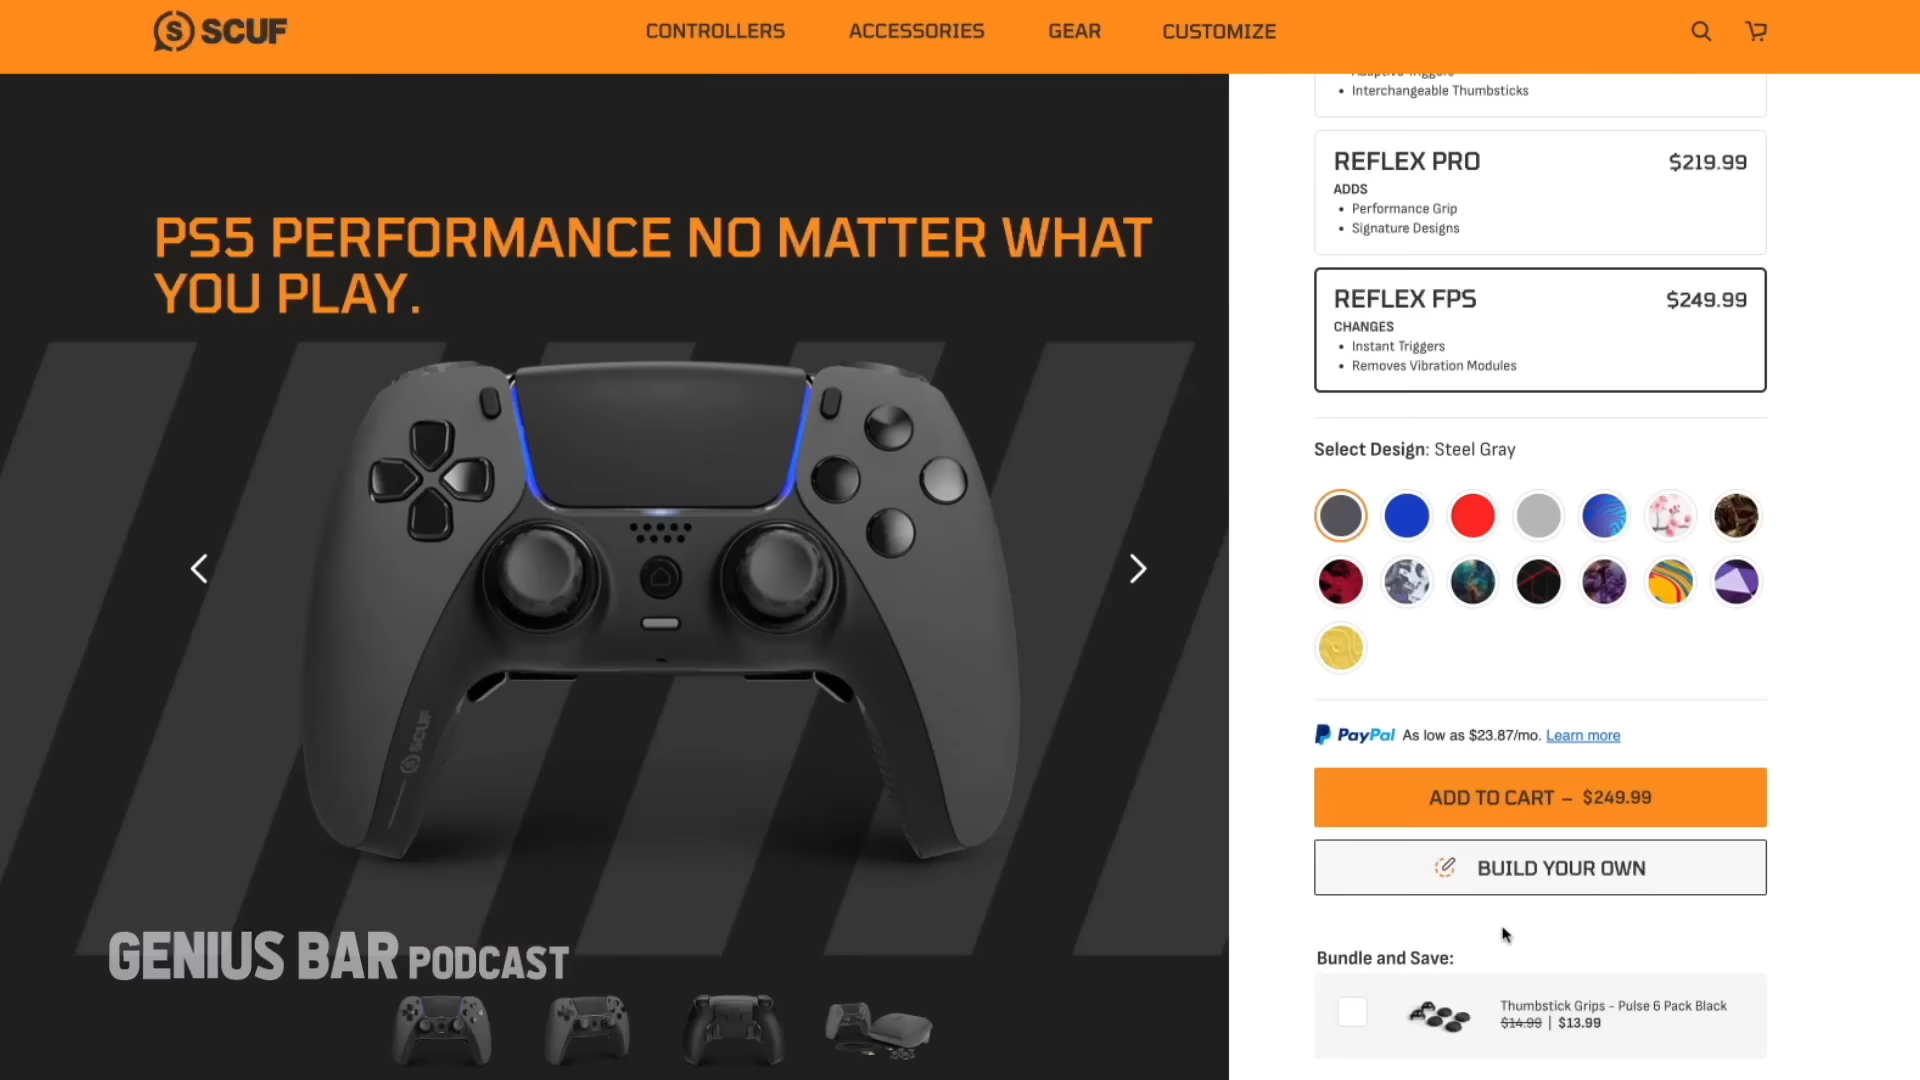 SCUF
CONTROLLERS
ACCESSORIES
GEAR
CUSTOMIZE
PS5 PERFORMANCE NO MATTER WHAT
YOU PLAY.
SCUF
GENIUS BAR PODCAST
Adaptive Triggers
• Interchangeable Thumbsticks
REFLEX PRO
$219.99
ADDS
• Performance Grip
• Signature Designs
REFLEX FPS
$249.99
CHANGES
• Instant Triggers
• Removes Vibration Modules
Select Design: Steel Gray
PayPal As low as $23.87/mo. Learn more
ADD TO CART – $249.99
BUILD YOUR OWN
Bundle and Save:
Thumbstick Grips - Pulse 6 Pack Black
$14.99 | $13.99